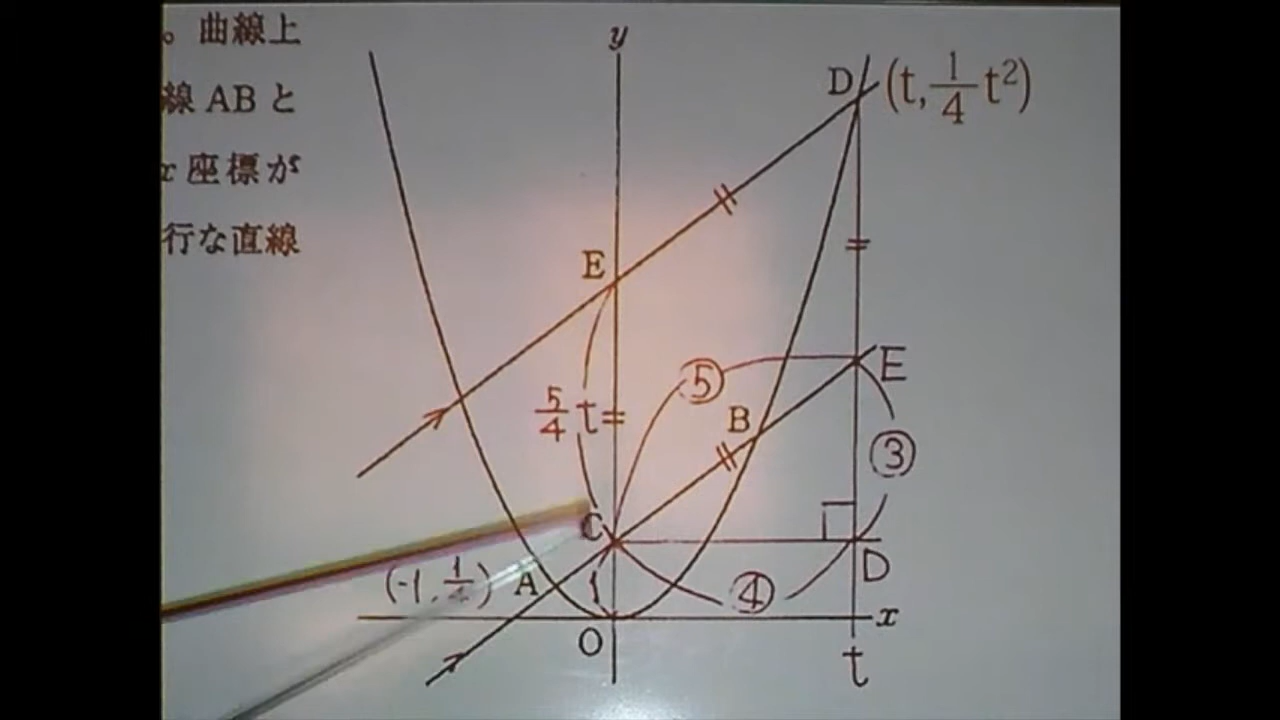 。曲線上
線 AB と
x 座標が
行な直線
y
D (t, 1/4 t²)
E
5/4 t
⑤
B
E
③
C
D
④
(-1, 1/4)
A
1
O
x
t